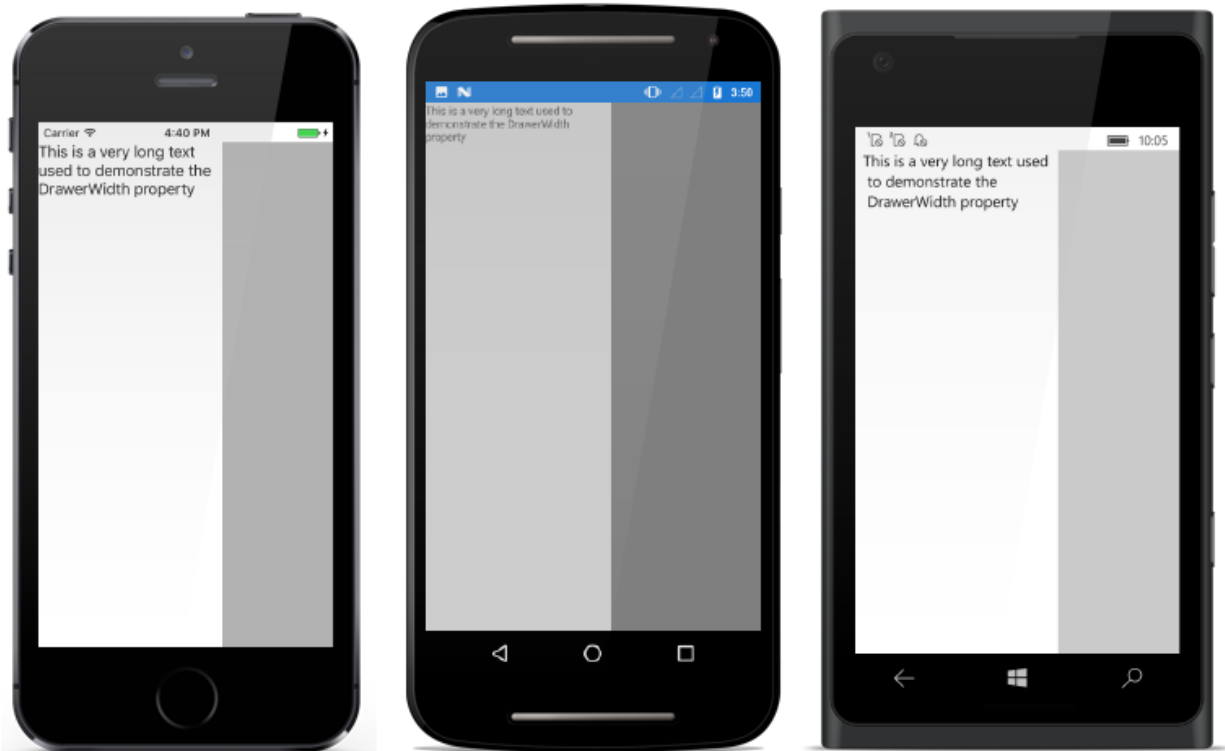 Carrier 4:40 PM
This is a very long text
used to demonstrate the
DrawerWidth property
N 3:50
This is a very long text used to
demonstrate the DrawerWidth
property
10:05
This is a very long text used
to demonstrate the
DrawerWidth property